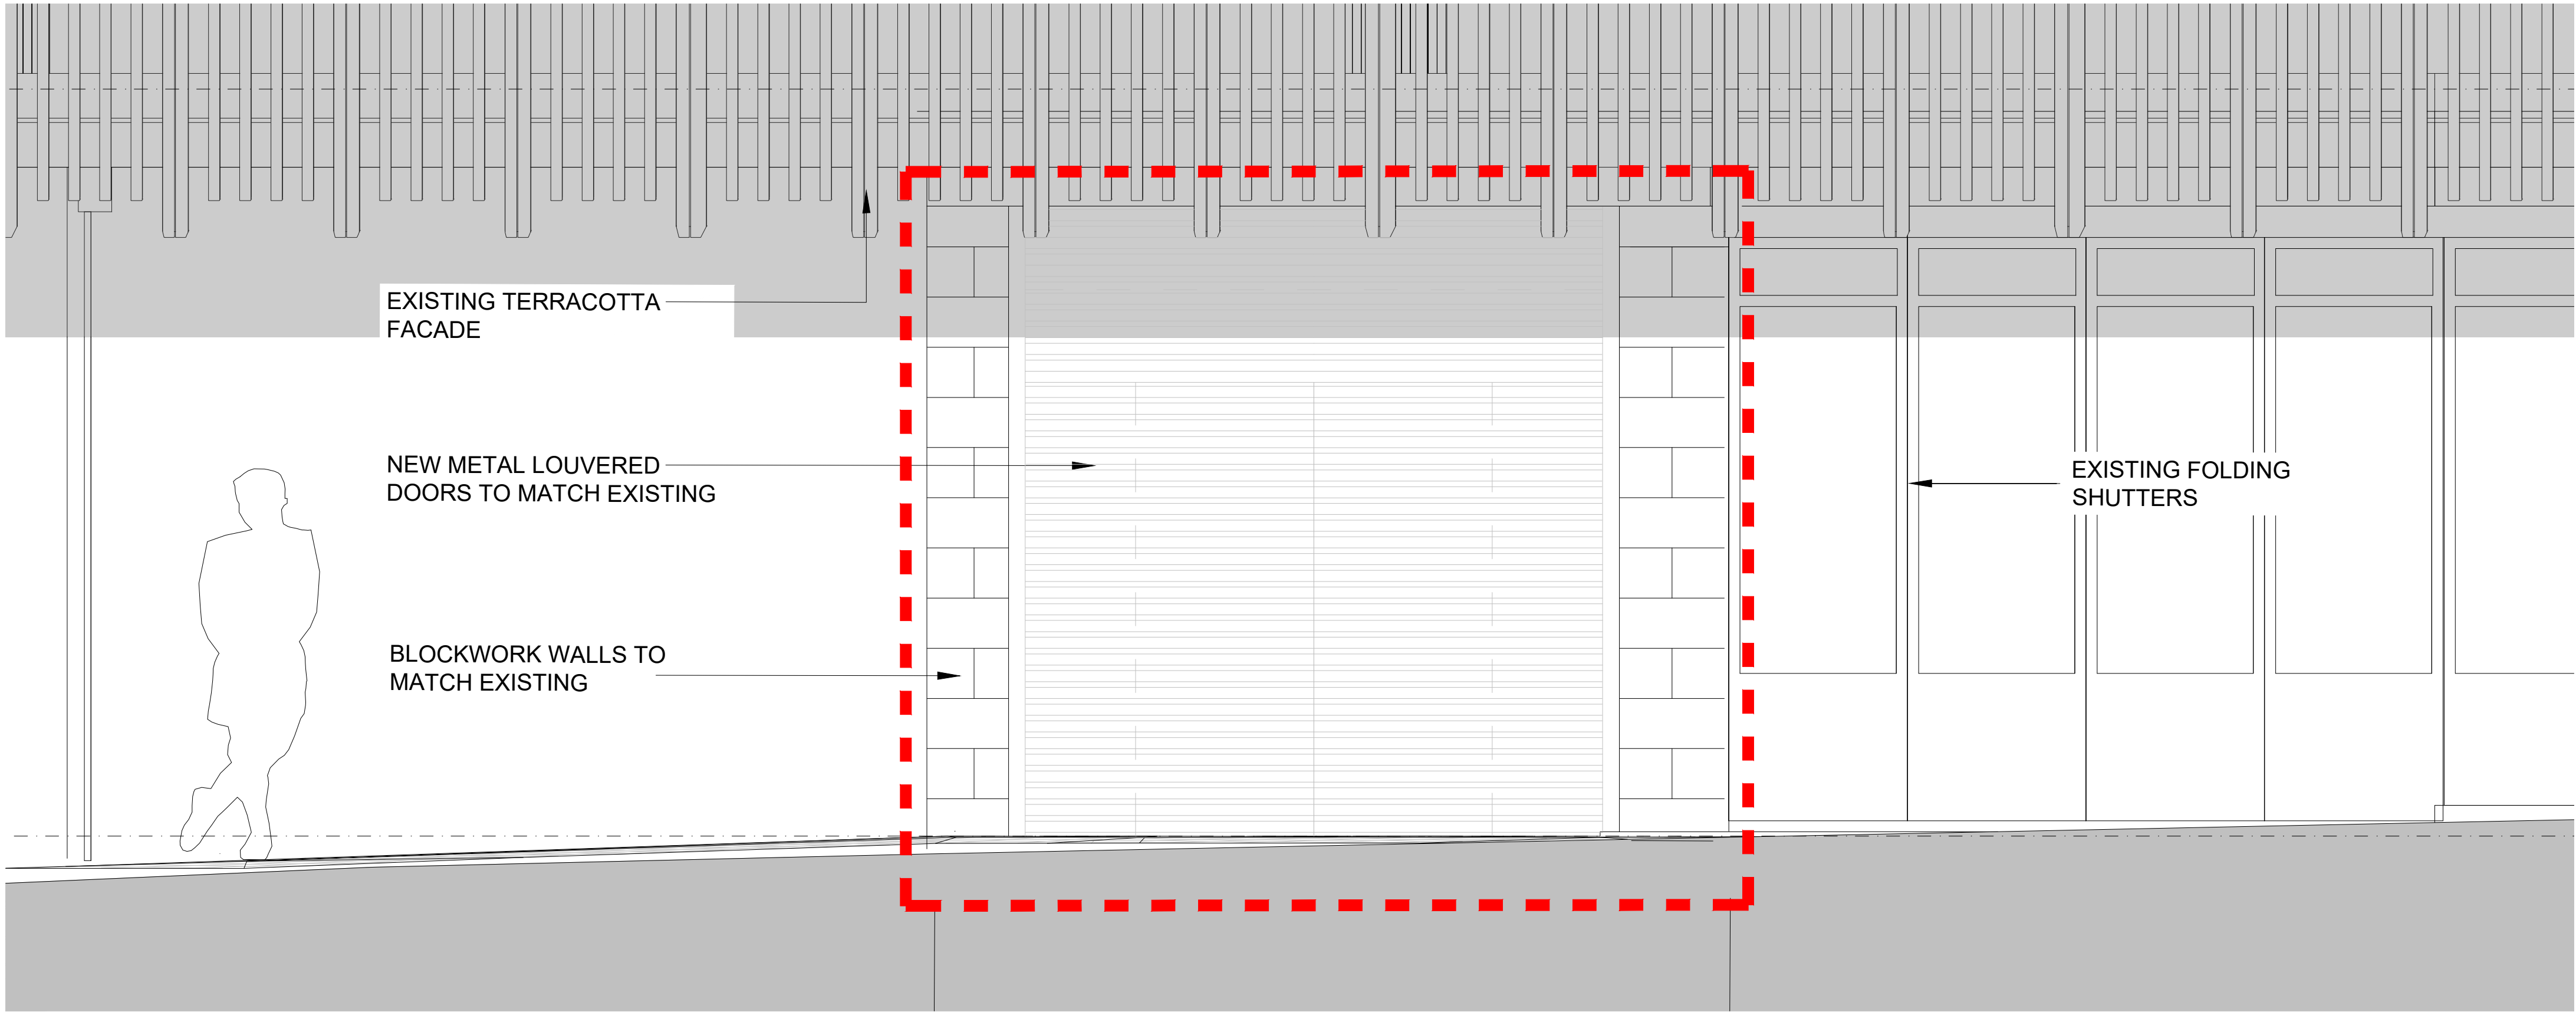 EXISTING TERRACOTTA
FACADE
NEW METAL LOUVERED
DOORS TO MATCH EXISTING
EXISTING FOLDING
SHUTTERS
BLOCKWORK WALLS TO
MATCH EXISTING